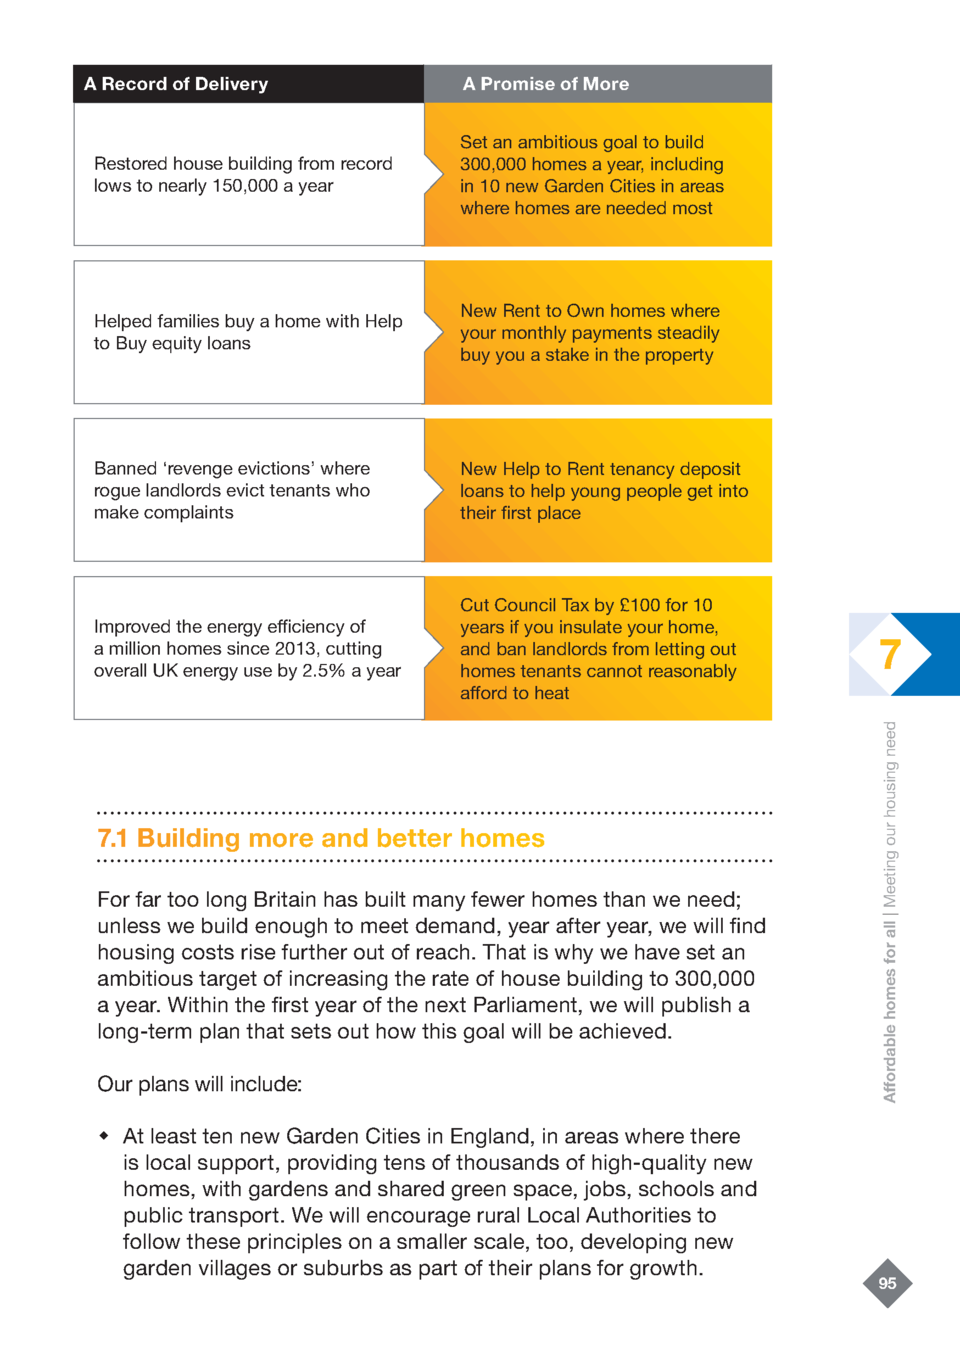 A Record of Delivery
A Promise of More
Restored house building from record
lows to nearly 150,000 a year
Set an ambitious goal to build
300,000 homes a year, including
in 10 new Garden Cities in areas
where homes are needed most
Helped families buy a home with Help
to Buy equity loans
New Rent to Own homes where
your monthly payments steadily
buy you a stake in the property
Banned ‘revenge evictions’ where
rogue landlords evict tenants who
make complaints
New Help to Rent tenancy deposit
loans to help young people get into
their first place
Improved the energy efficiency of
a million homes since 2013, cutting
overall UK energy use by 2.5% a year
Cut Council Tax by £100 for 10
years if you insulate your home,
and ban landlords from letting out
homes tenants cannot reasonably
afford to heat
7.1 Building more and better homes
For far too long Britain has built many fewer homes than we need;
unless we build enough to meet demand, year after year, we will find
housing costs rise further out of reach. That is why we have set an
ambitious target of increasing the rate of house building to 300,000
a year. Within the first year of the next Parliament, we will publish a
long-term plan that sets out how this goal will be achieved.
Our plans will include:
At least ten new Garden Cities in England, in areas where there
is local support, providing tens of thousands of high-quality new
homes, with gardens and shared green space, jobs, schools and
public transport. We will encourage rural Local Authorities to
follow these principles on a smaller scale, too, developing new
garden villages or suburbs as part of their plans for growth.
7
Affordable homes for all | Meeting our housing need
95